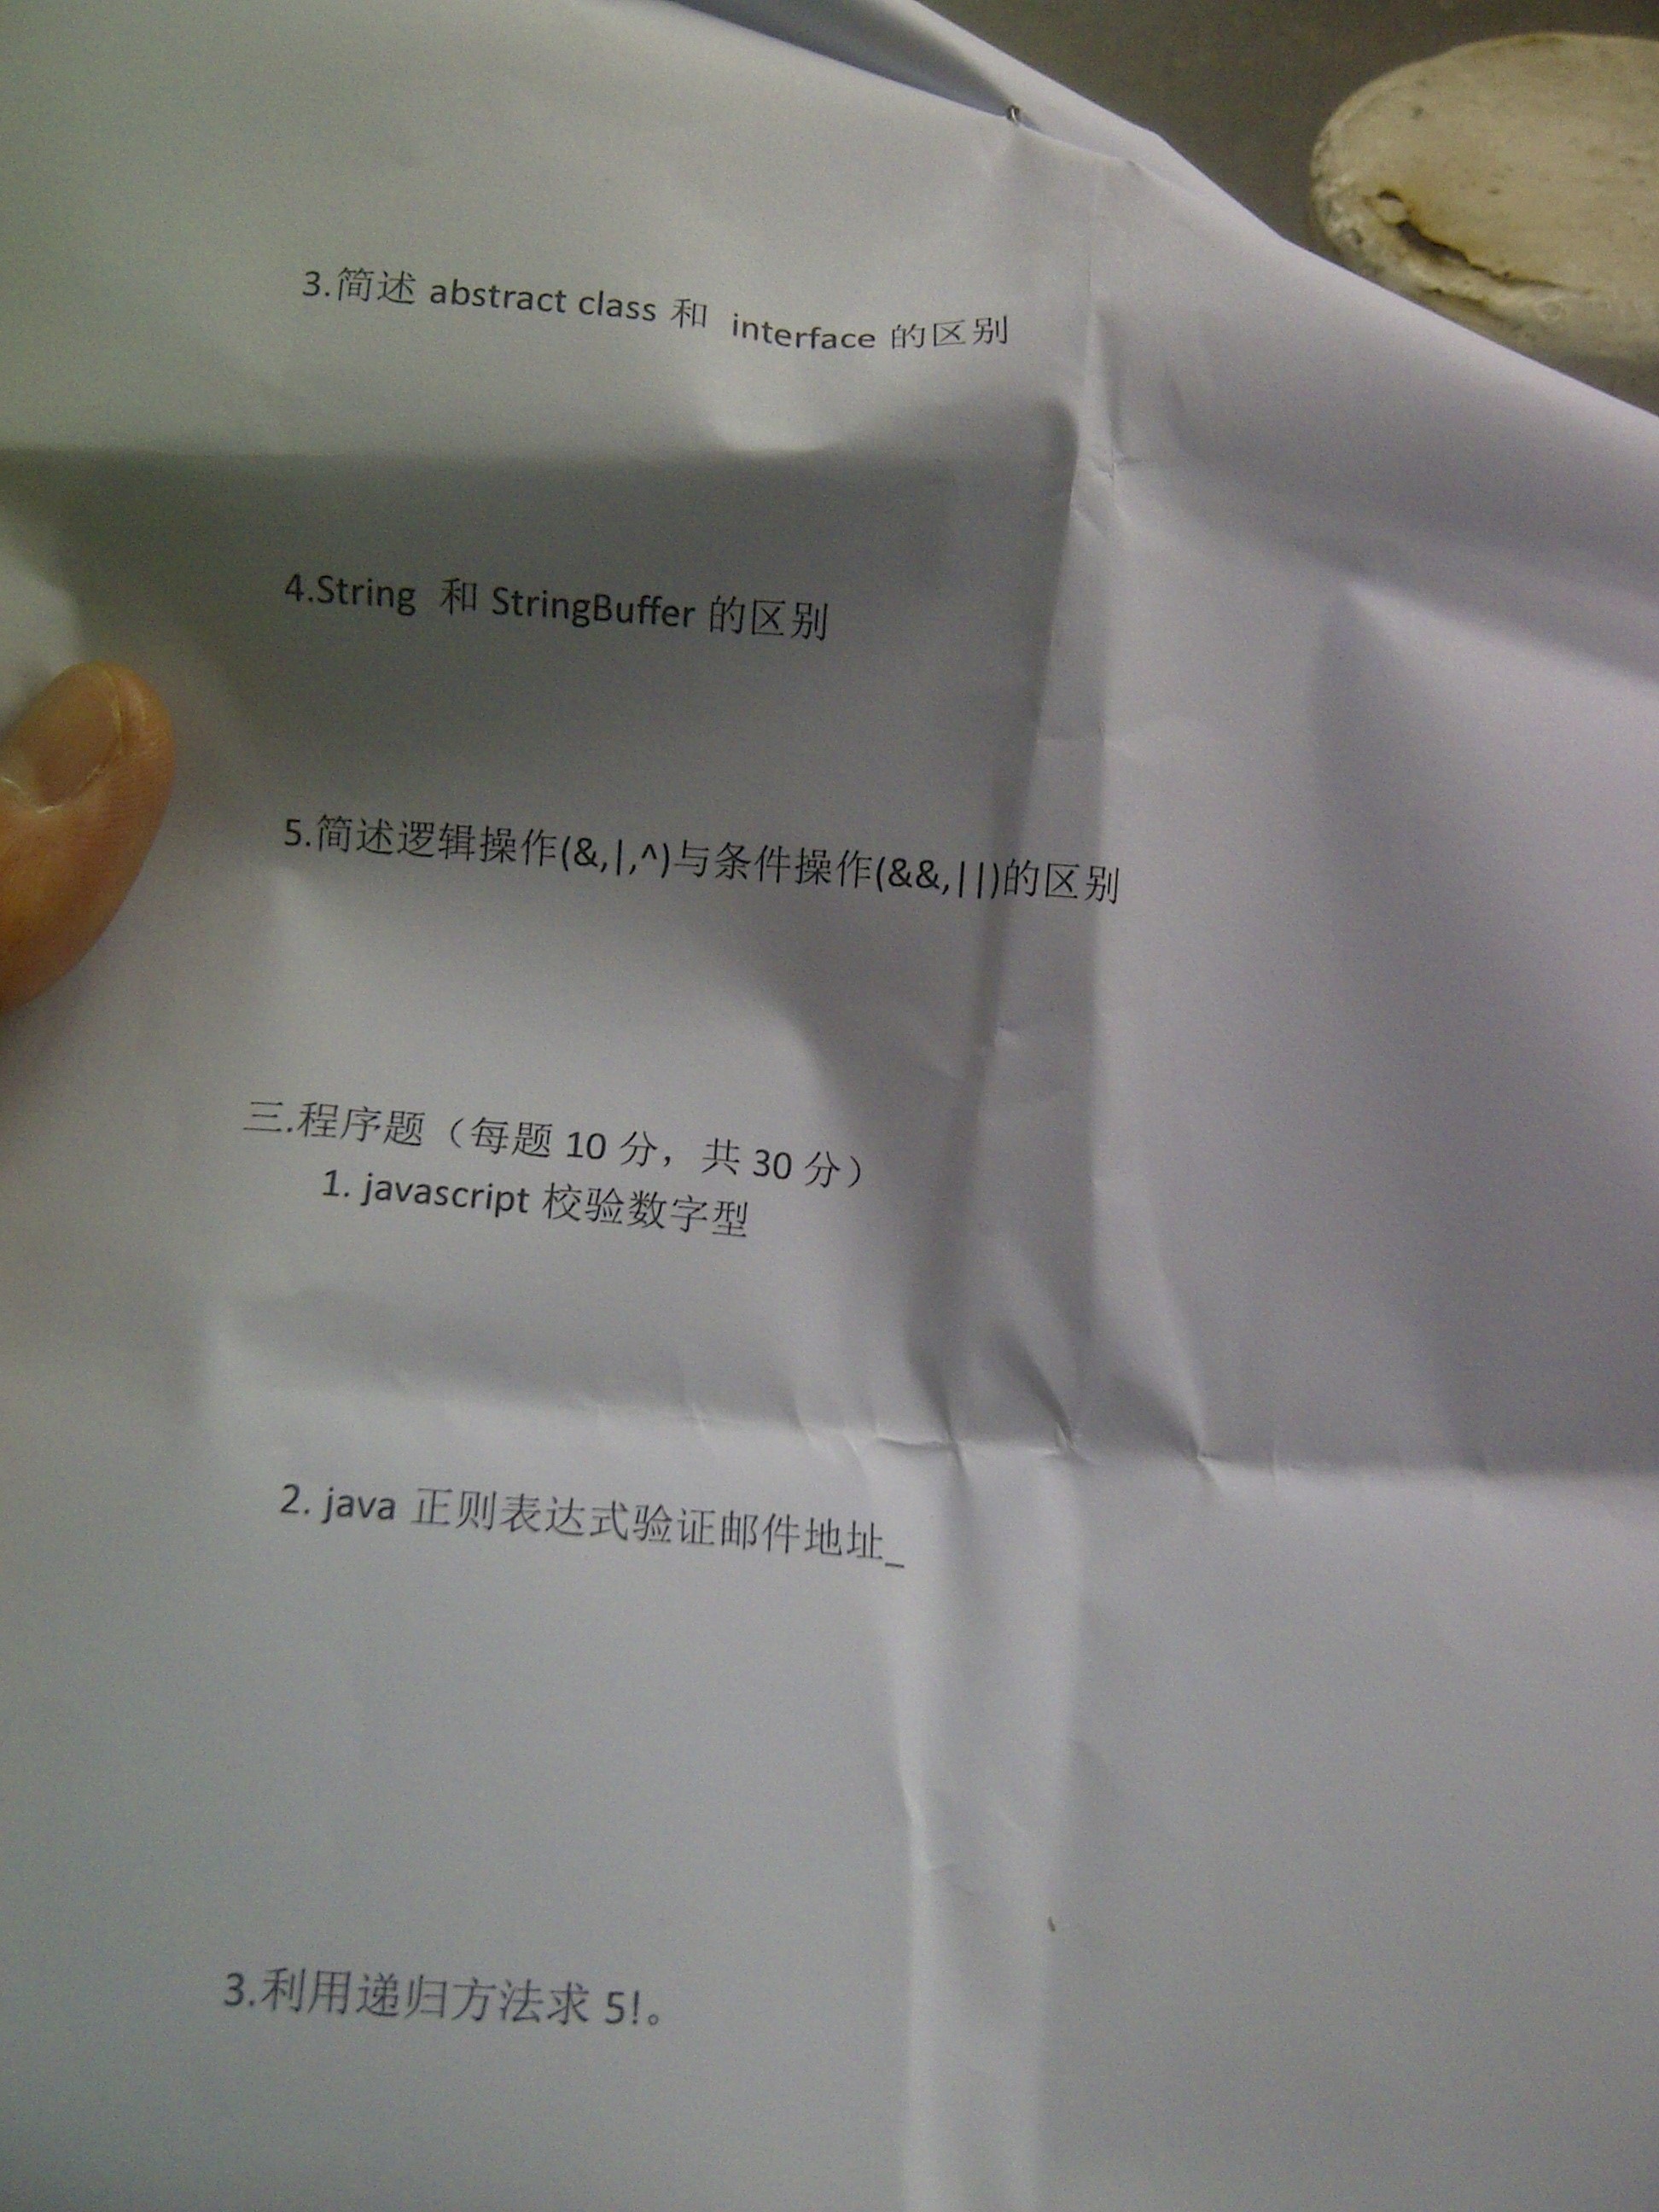 3.简述 abstract class 和 interface 的区别
4.String 和 StringBuffer 的区别
5.简述逻辑操作(&,|,^)与条件操作(&&,||)的区别
三.程序题（每题 10 分，共 30 分）
1. javascript 校验数字型
2. java 正则表达式验证邮件地址_
3.利用递归方法求 5!。